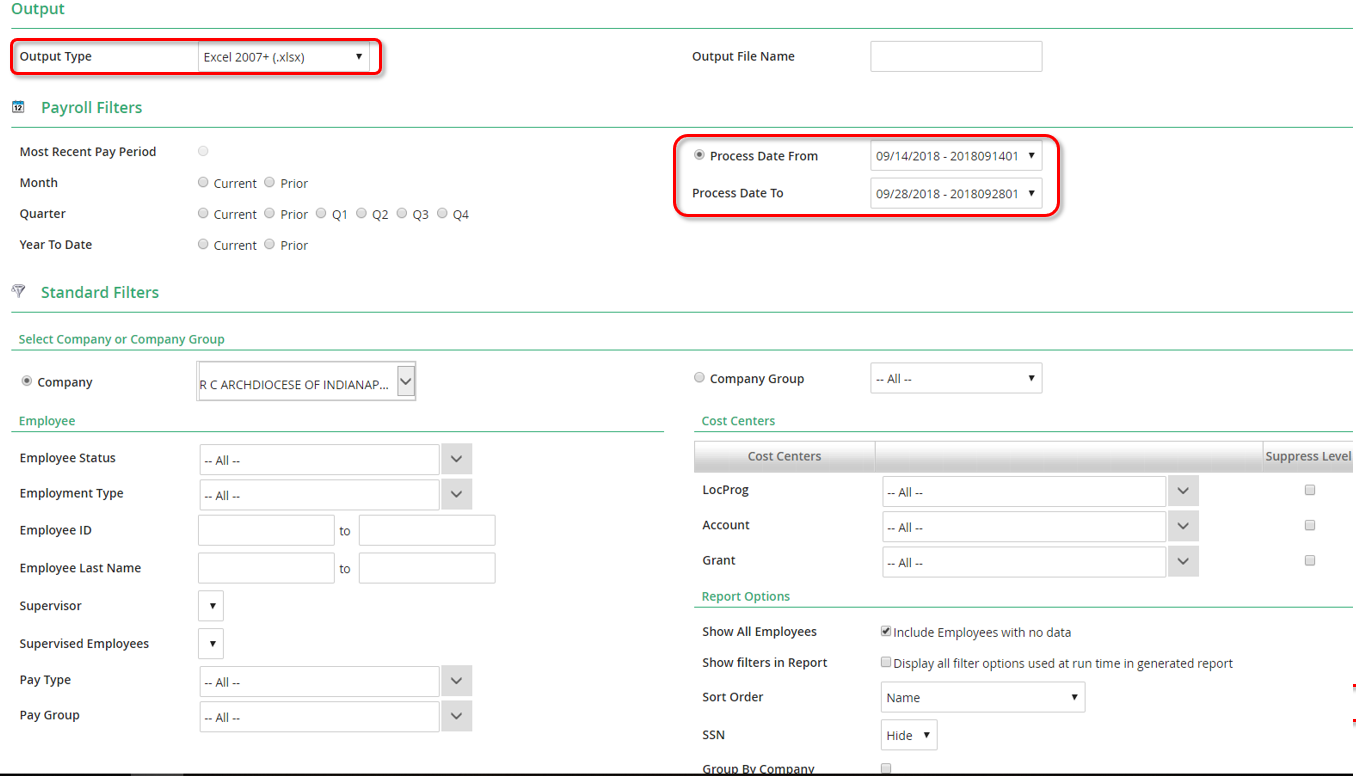 Output
Output Type Excel 2007+ (.xlsx) Output File Name
12 Payroll Filters
Most Recent Pay Period Process Date From 09/14/2018 - 2018091401
Month Current Prior Process Date To 09/28/2018 - 2018092801
Quarter Current Prior Q1 Q2 Q3 Q4
Year To Date Current Prior
Standard Filters
Select Company or Company Group
Company R C ARCHDIOCESE OF INDIANAP... Company Group -- All --
Employee
Employee Status -- All --
Employment Type -- All --
Employee ID to
Employee Last Name to
Supervisor
Supervised Employees
Pay Type -- All --
Pay Group -- All --
Cost Centers
Cost Centers Suppress Level
LocProg -- All --
Account -- All --
Grant -- All --
Report Options
Show All Employees Include Employees with no data
Show filters in Report Display all filter options used at run time in generated report
Sort Order Name
SSN Hide
Group By Company